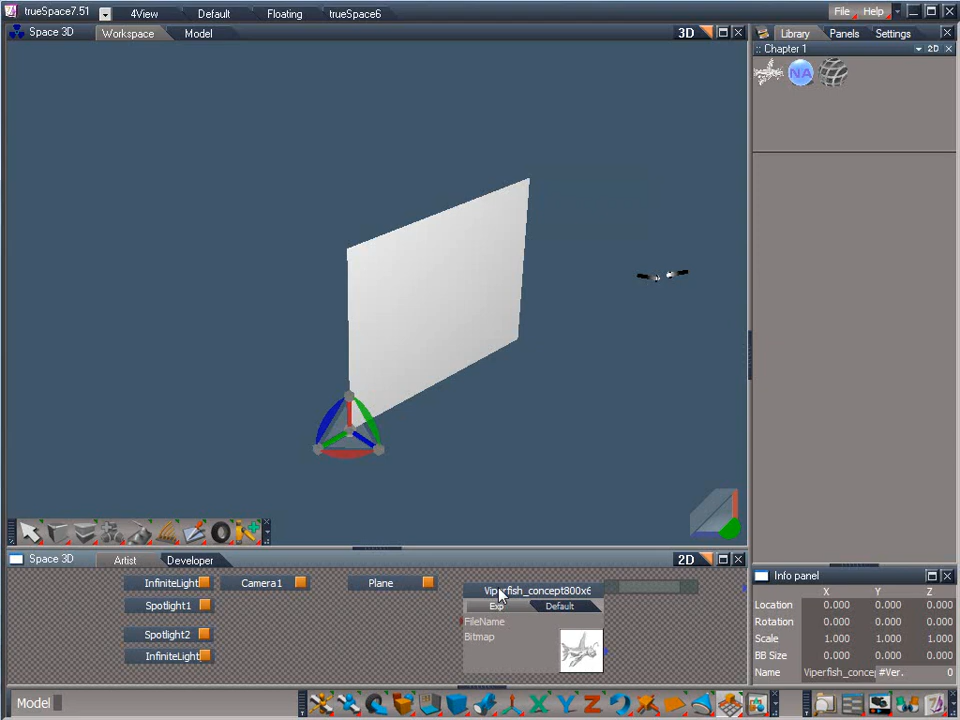 trueSpace7.51
4View
Default
Floating
trueSpace6
File
Help
Space 3D
Workspace
Model
3D
Library
Panels
Settings
:: Chapter 1
2D
NA
Space 3D
Artist
Developer
2D
InfiniteLight
Camera1
Plane
Spotlight1
Spotlight2
InfiniteLight
Viperfish_concept800x6
Exp
Default
FileName
Bitmap
Info panel
X Y Z
Location 0.000 0.000 0.000
Rotation 0.000 0.000 0.000
Scale 1.000 1.000 1.000
BB Size 0.000 0.000 0.000
Name Viperfish_conce #Ver. 0
Model